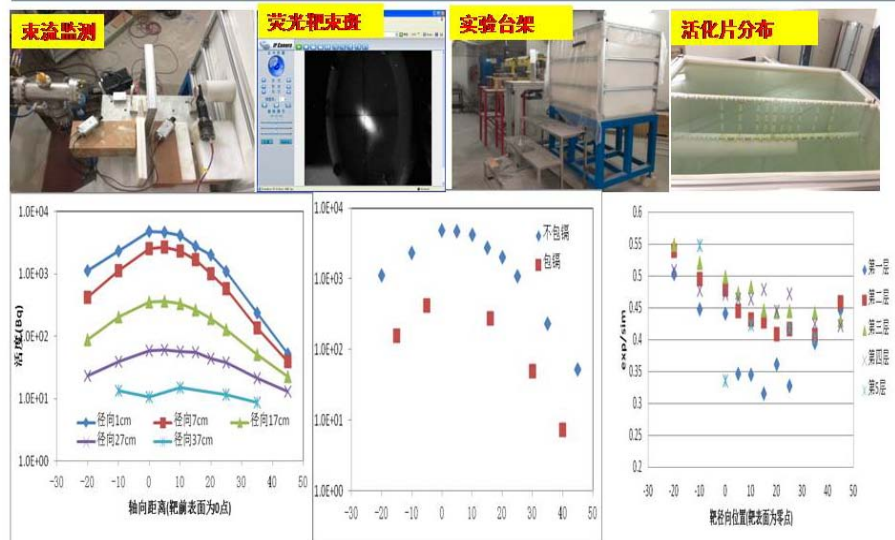 束流监测
荧光靶束斑
实验台架
活化片分布
IP Camera
活度(Bq)
1.0E+04
1.0E+03
1.0E+02
1.0E+01
1.0E+00
径向1cm
径向7cm
径向17cm
径向27cm
径向37cm
-30 -20 -10 0 10 20 30 40 50
轴向距离(靶前表面为0点)
1.0E+04
1.0E+03
1.0E+02
1.0E+01
1.0E+00
不包镉
包镉
-30 -20 -10 0 10 20 30 40 50
exp/sim
0.6
0.55
0.5
0.45
0.4
0.35
0.3
0.25
0.2
第一层
第二层
第三层
第四层
第5层
-30 -20 -10 0 10 20 30 40 50
靶径向位置(靶表面为零点)